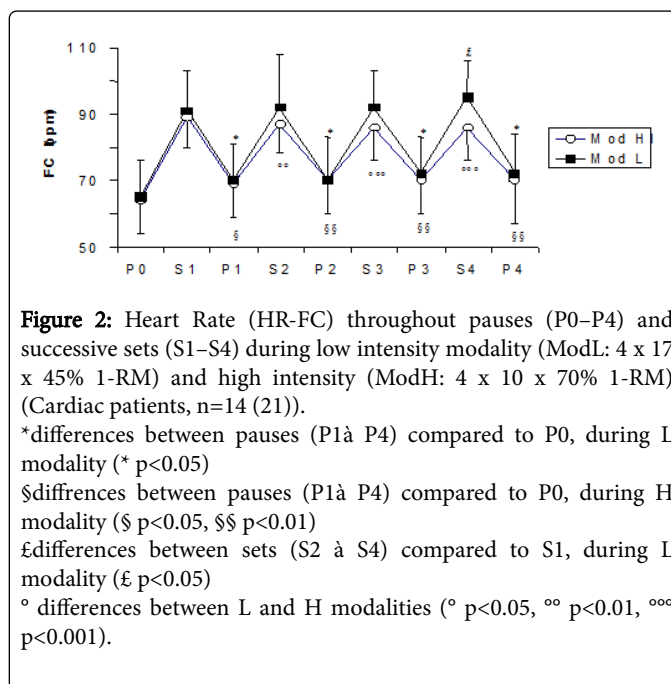 110
90
70
50
FC (bpm)
£
* * * *
°° °°° °°°
§ §§ §§ §§
P0 S1 P1 S2 P2 S3 P3 S4 P4
Mod H
Mod L
Figure 2: Heart Rate (HR-FC) throughout pauses (P0–P4) and
successive sets (S1–S4) during low intensity modality (ModL: 4 x 17
x 45% 1-RM) and high intensity (ModH: 4 x 10 x 70% 1-RM)
(Cardiac patients, n=14 (21)).
*differences between pauses (P1à P4) compared to P0, during L
modality (* p<0.05)
§diffrences between pauses (P1à P4) compared to P0, during H
modality (§ p<0.05, §§ p<0.01)
£differences between sets (S2 à S4) compared to S1, during L
modality (£ p<0.05)
° differences between L and H modalities (° p<0.05, °° p<0.01, °°°
p<0.001).